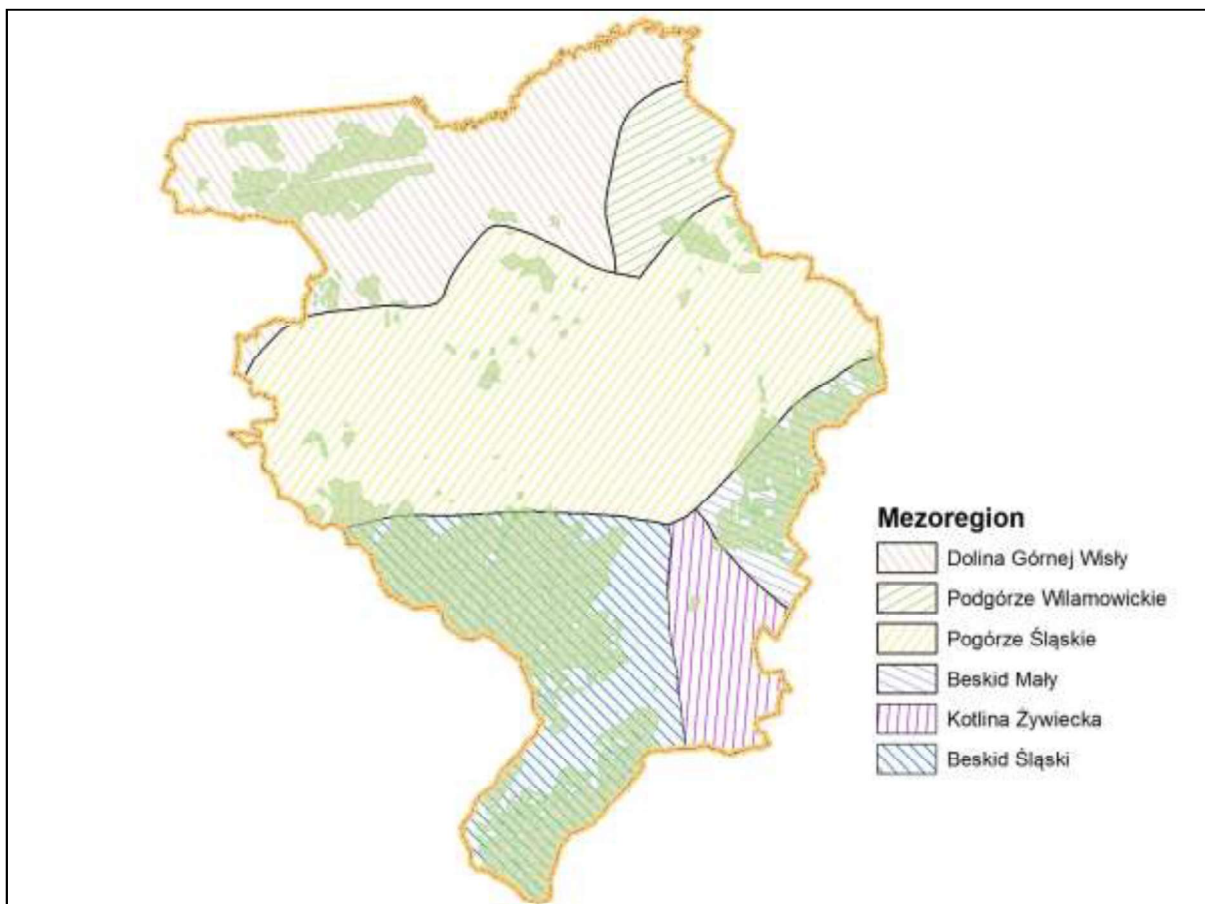 Mezoregion
Dolina Górnej Wisły
Podgórze Wilamowickie
Pogórze Śląskie
Beskid Mały
Kotlina Żywiecka
Beskid Śląski